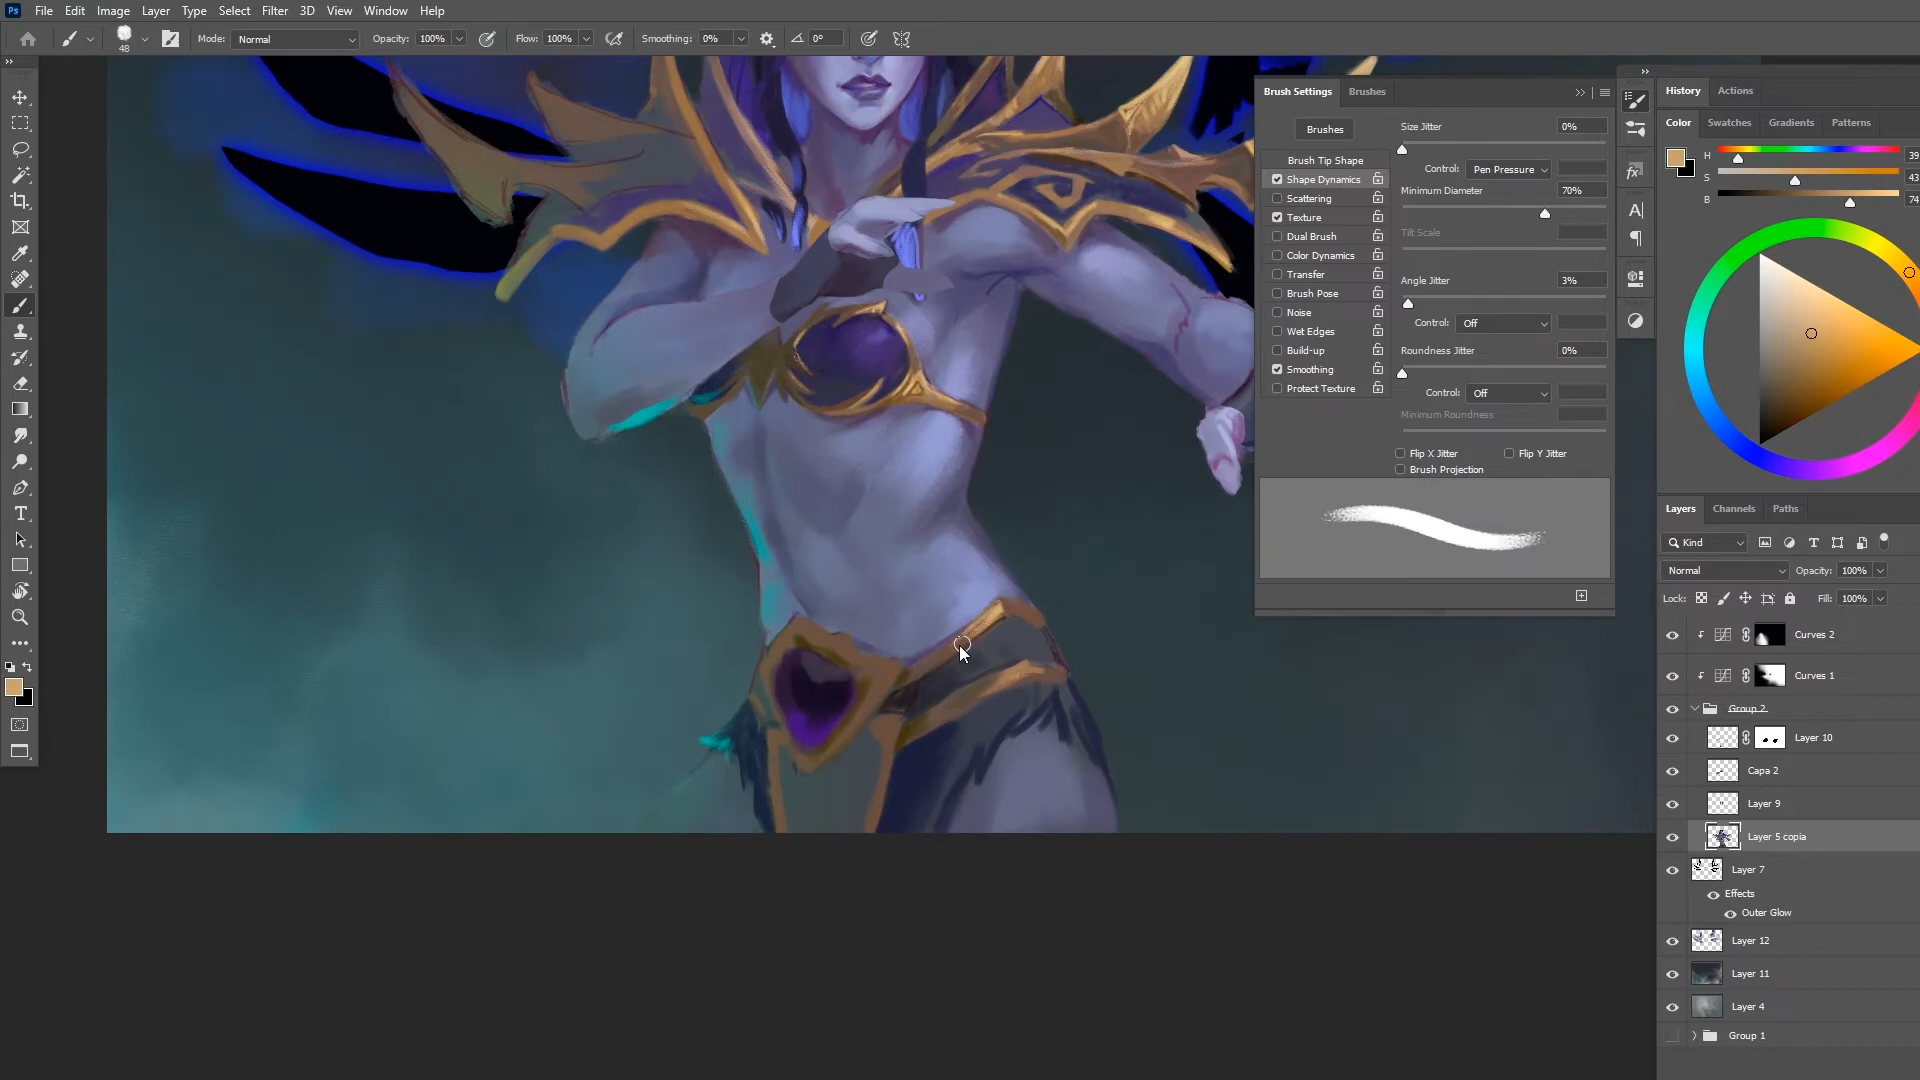 Ps File Edit Image Layer Type Select Filter 3D View Window Help
48 Mode: Normal Opacity: 100% Flow: 100% Smoothing: 0% 0°
Brush Settings Brushes
Brushes
Brush Tip Shape
Shape Dynamics
Scattering
Texture
Dual Brush
Color Dynamics
Transfer
Brush Pose
Noise
Wet Edges
Build-up
Smoothing
Protect Texture
Size Jitter 0%
Control: Pen Pressure
Minimum Diameter 70%
Tilt Scale
Angle Jitter 3%
Control: Off
Roundness Jitter 0%
Control: Off
Minimum Roundness
Flip X Jitter Flip Y Jitter
Brush Projection
History Actions
Color Swatches Gradients Patterns
H 39
S 43
B 74
Layers Channels Paths
Kind
Normal Opacity: 100%
Lock: Fill: 100%
Curves 2
Curves 1
Group 2
Layer 10
Capa 2
Layer 9
Layer 5 copia
Layer 7
Effects
Outer Glow
Layer 12
Layer 11
Layer 4
Group 1